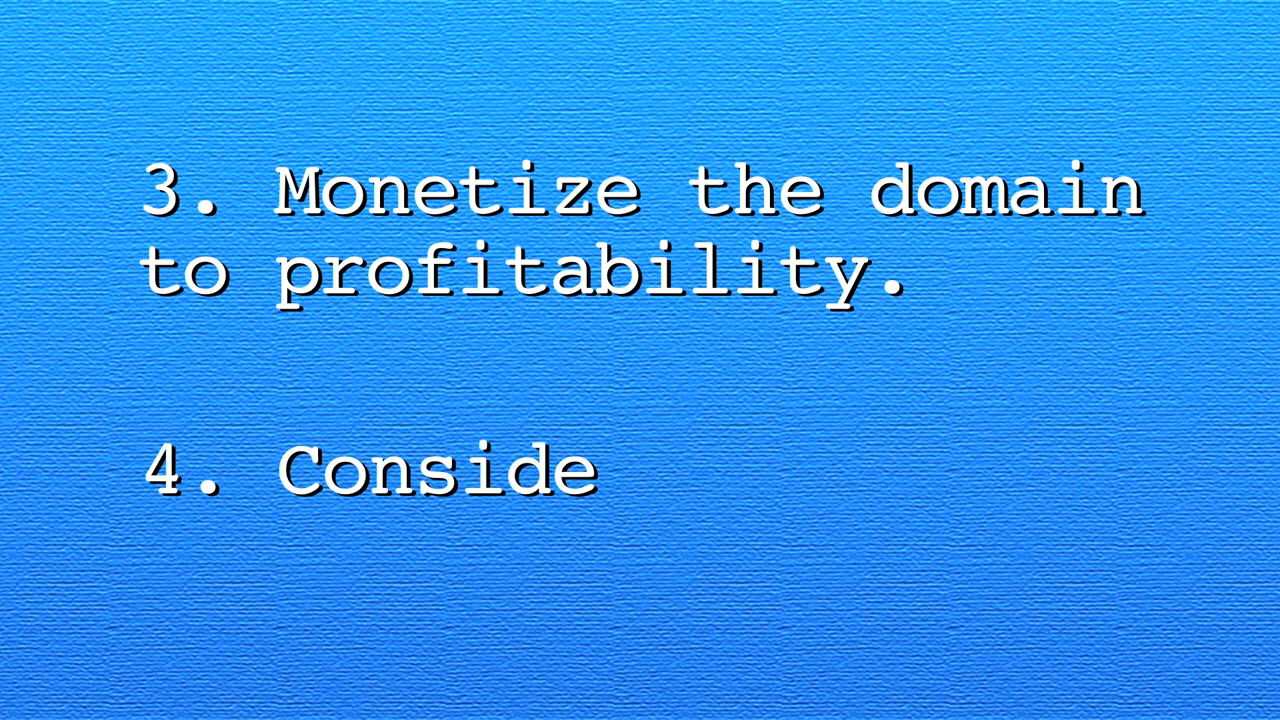 3. Monetize the domain
to profitability.
4. Conside